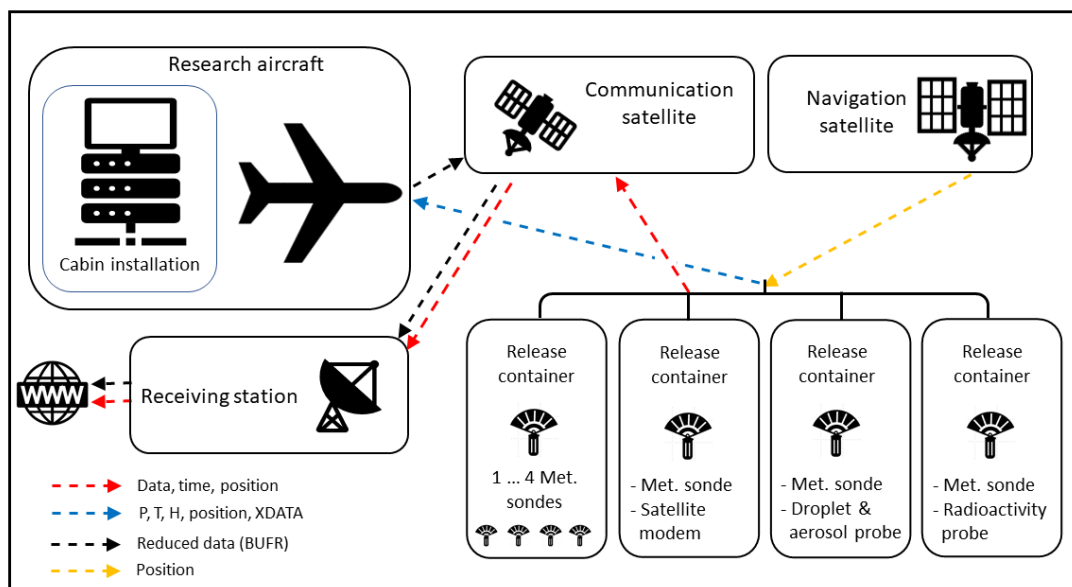 Research aircraft
Cabin installation
Communication
satellite
Navigation
satellite
Receiving station
WWW
Release
container
1 ... 4 Met.
sondes
Release
container
- Met. sonde
- Satellite
modem
Release
container
- Met. sonde
- Droplet &
aerosol probe
Release
container
- Met. sonde
- Radioactivity
probe
Data, time, position
P, T, H, position, XDATA
Reduced data (BUFR)
Position